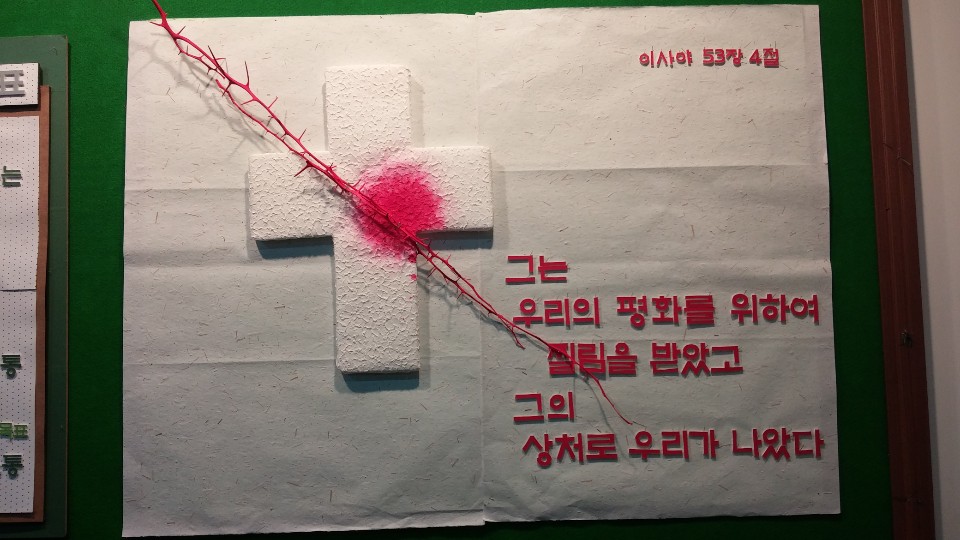 이사야 53장 4절
그는
우리의 평화를 위하여
찔림을 받았고
그의
상처로 우리가 나았다
표
는
통
목표
통